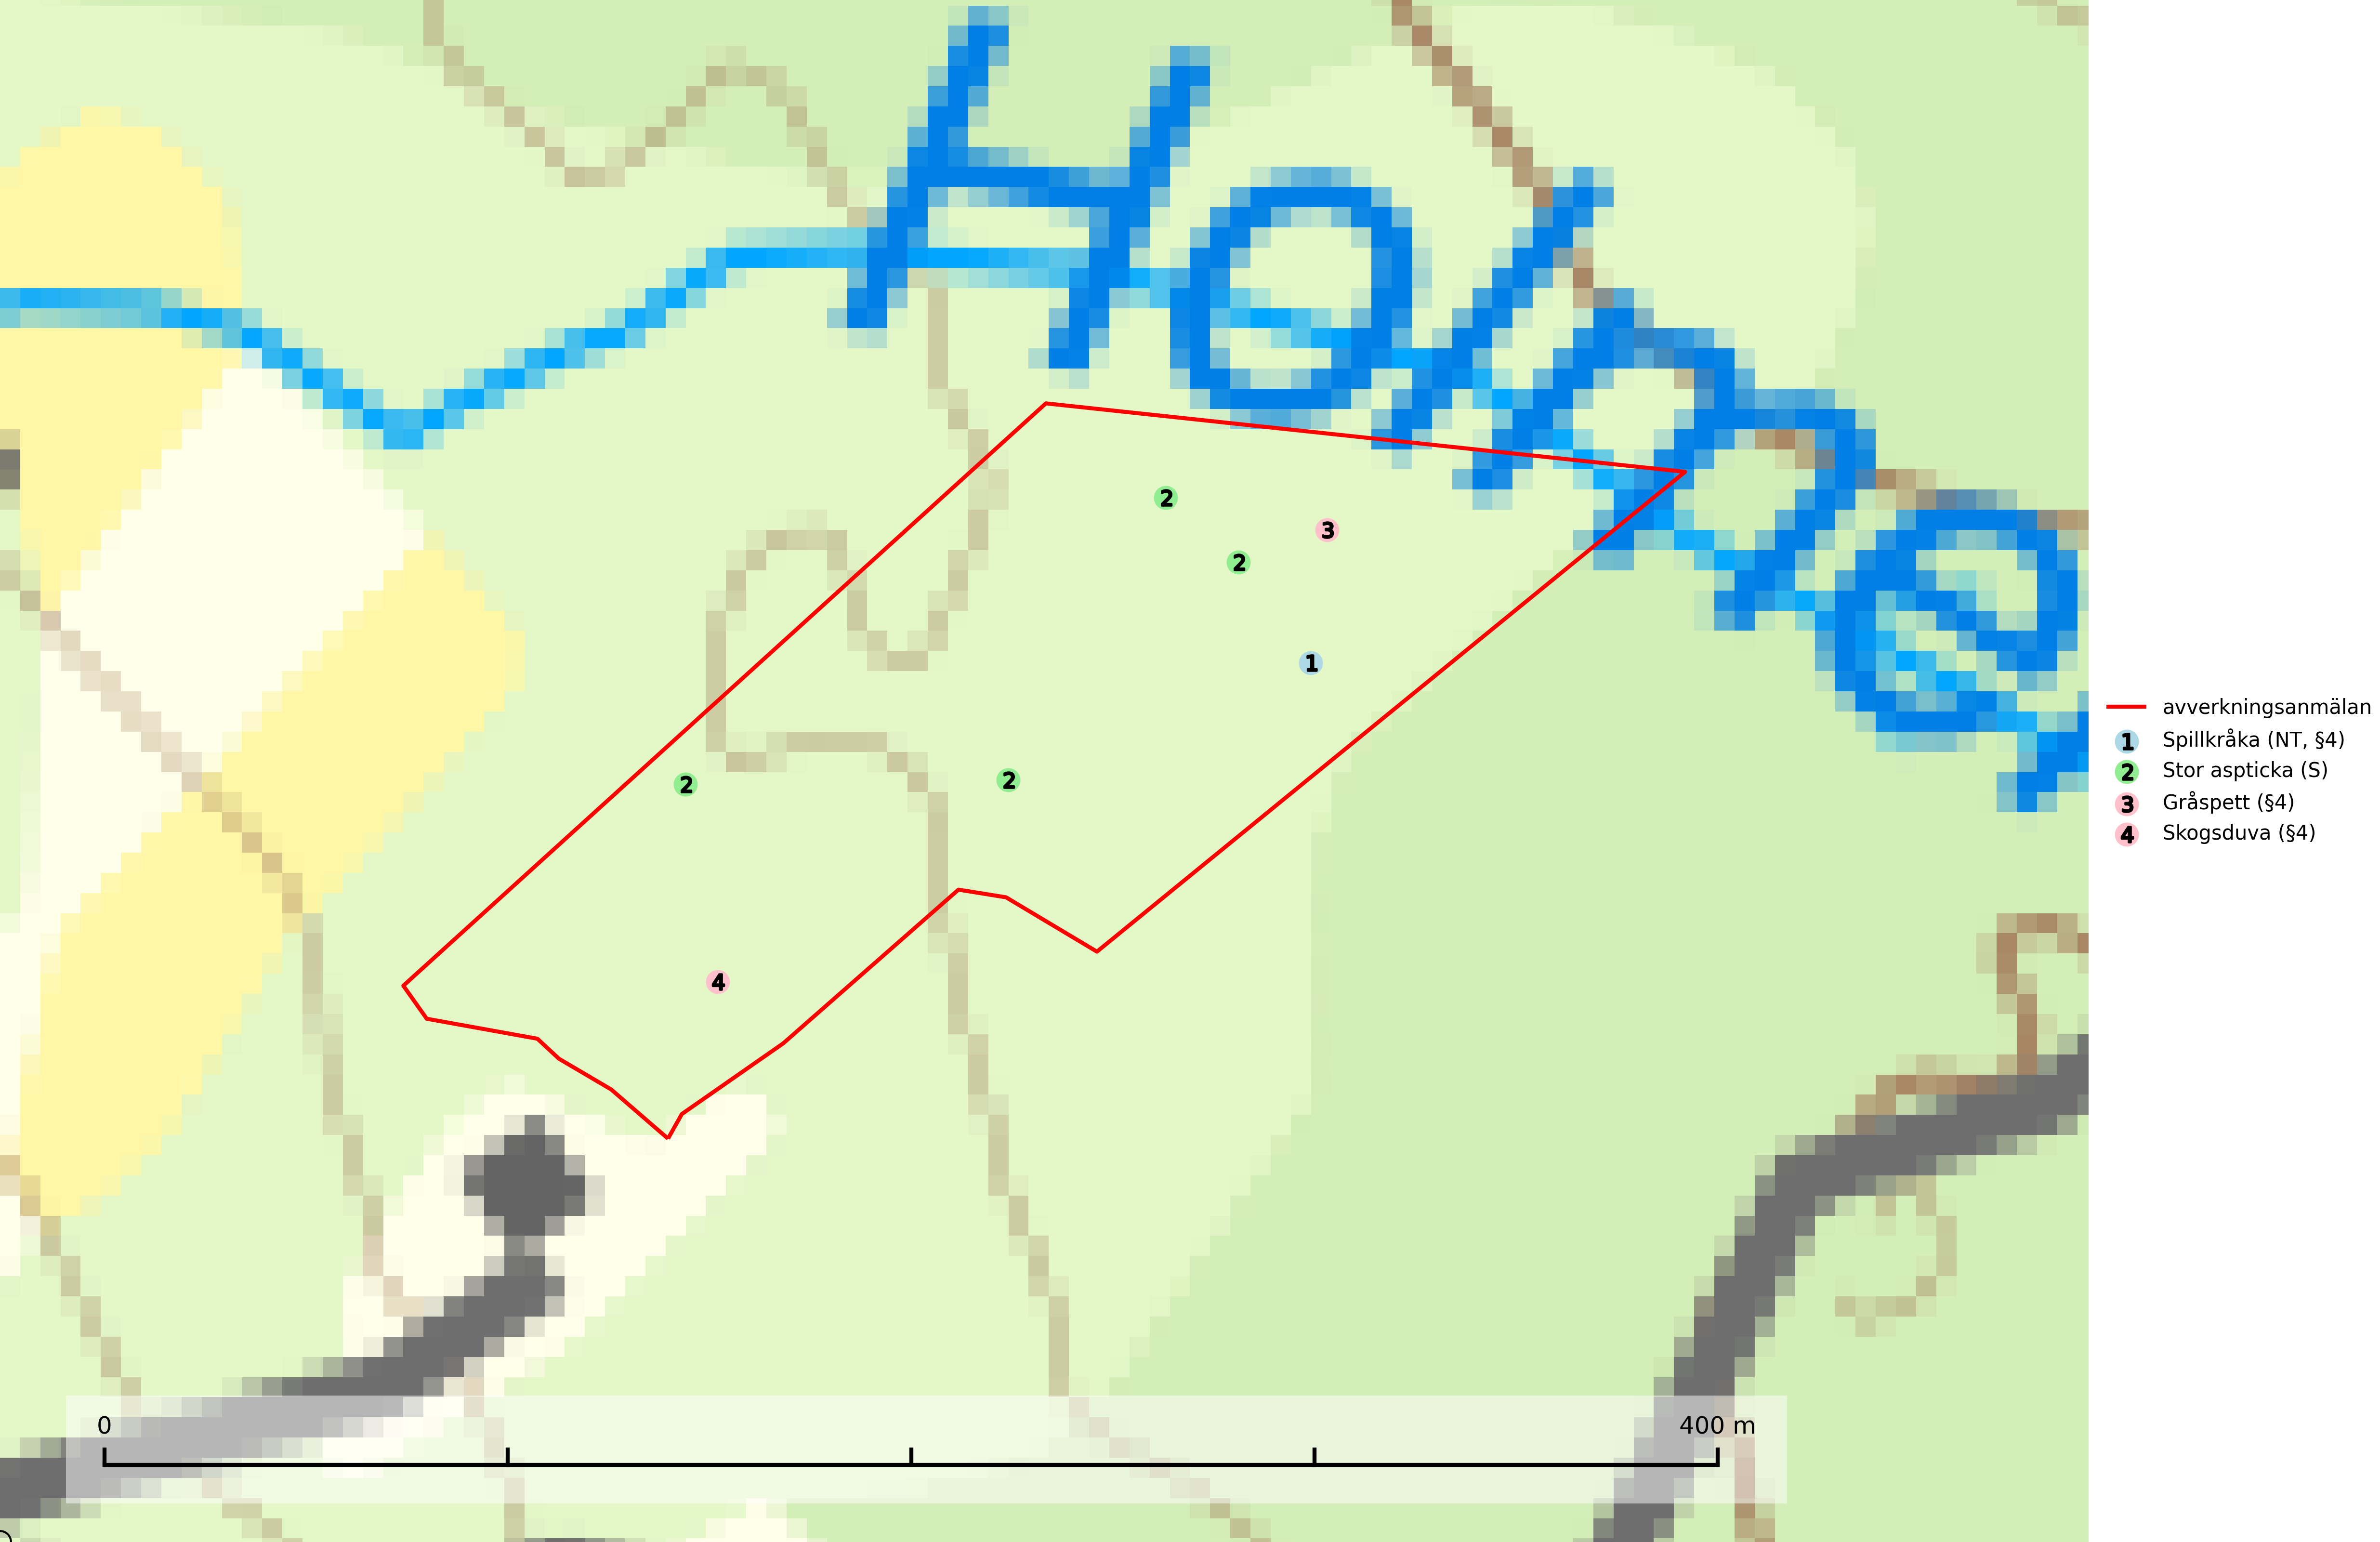 2
3
2
1
2
2
4
avverkningsanmälan
1 Spillkråka (NT, §4)
2 Stor aspticka (S)
3 Gråspett (§4)
4 Skogsduva (§4)
0 400 m